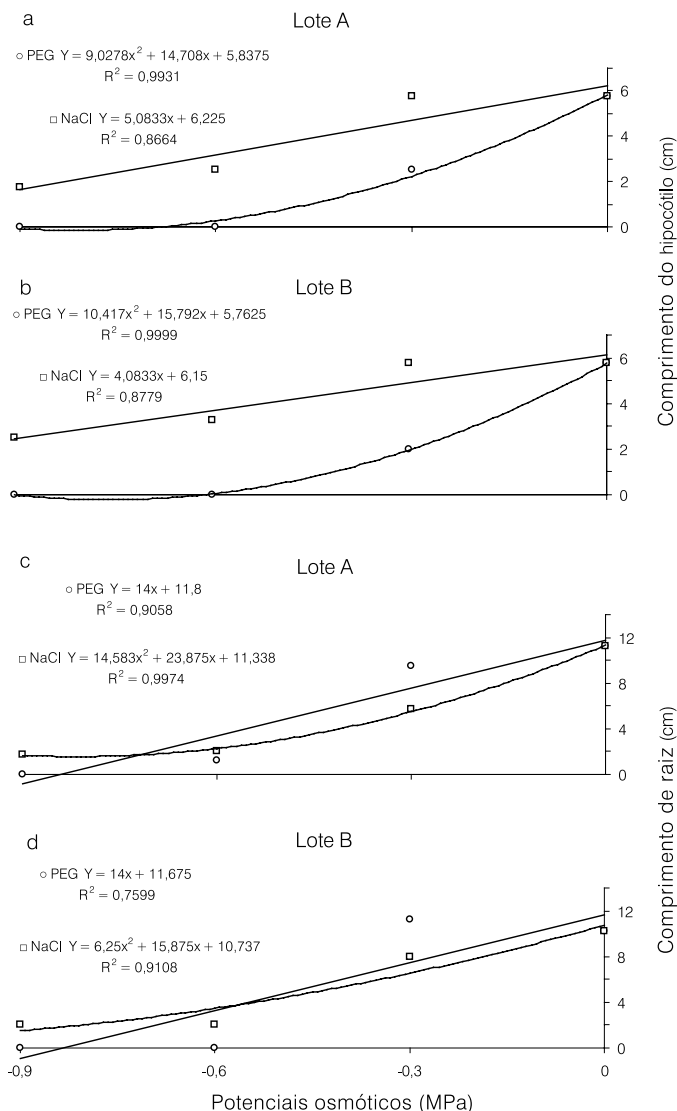 a
Lote A
○ PEG Y = 9,0278x² + 14,708x + 5,8375
R² = 0,9931
□ NaCl Y = 5,0833x + 6,225
R² = 0,8664
6
4
2
0
b
Lote B
○ PEG Y = 10,417x² + 15,792x + 5,7625
R² = 0,9999
□ NaCl Y = 4,0833x + 6,15
R² = 0,8779
6
4
2
0
Comprimento do hipocótilo (cm)
c
Lote A
○ PEG Y = 14x + 11,8
R² = 0,9058
□ NaCl Y = 14,583x² + 23,875x + 11,338
R² = 0,9974
12
8
4
0
d
Lote B
○ PEG Y = 14x + 11,675
R² = 0,7599
□ NaCl Y = 6,25x² + 15,875x + 10,737
R² = 0,9108
12
8
4
0
Comprimento de raiz (cm)
-0,9 -0,6 -0,3 0
Potenciais osmóticos (MPa)